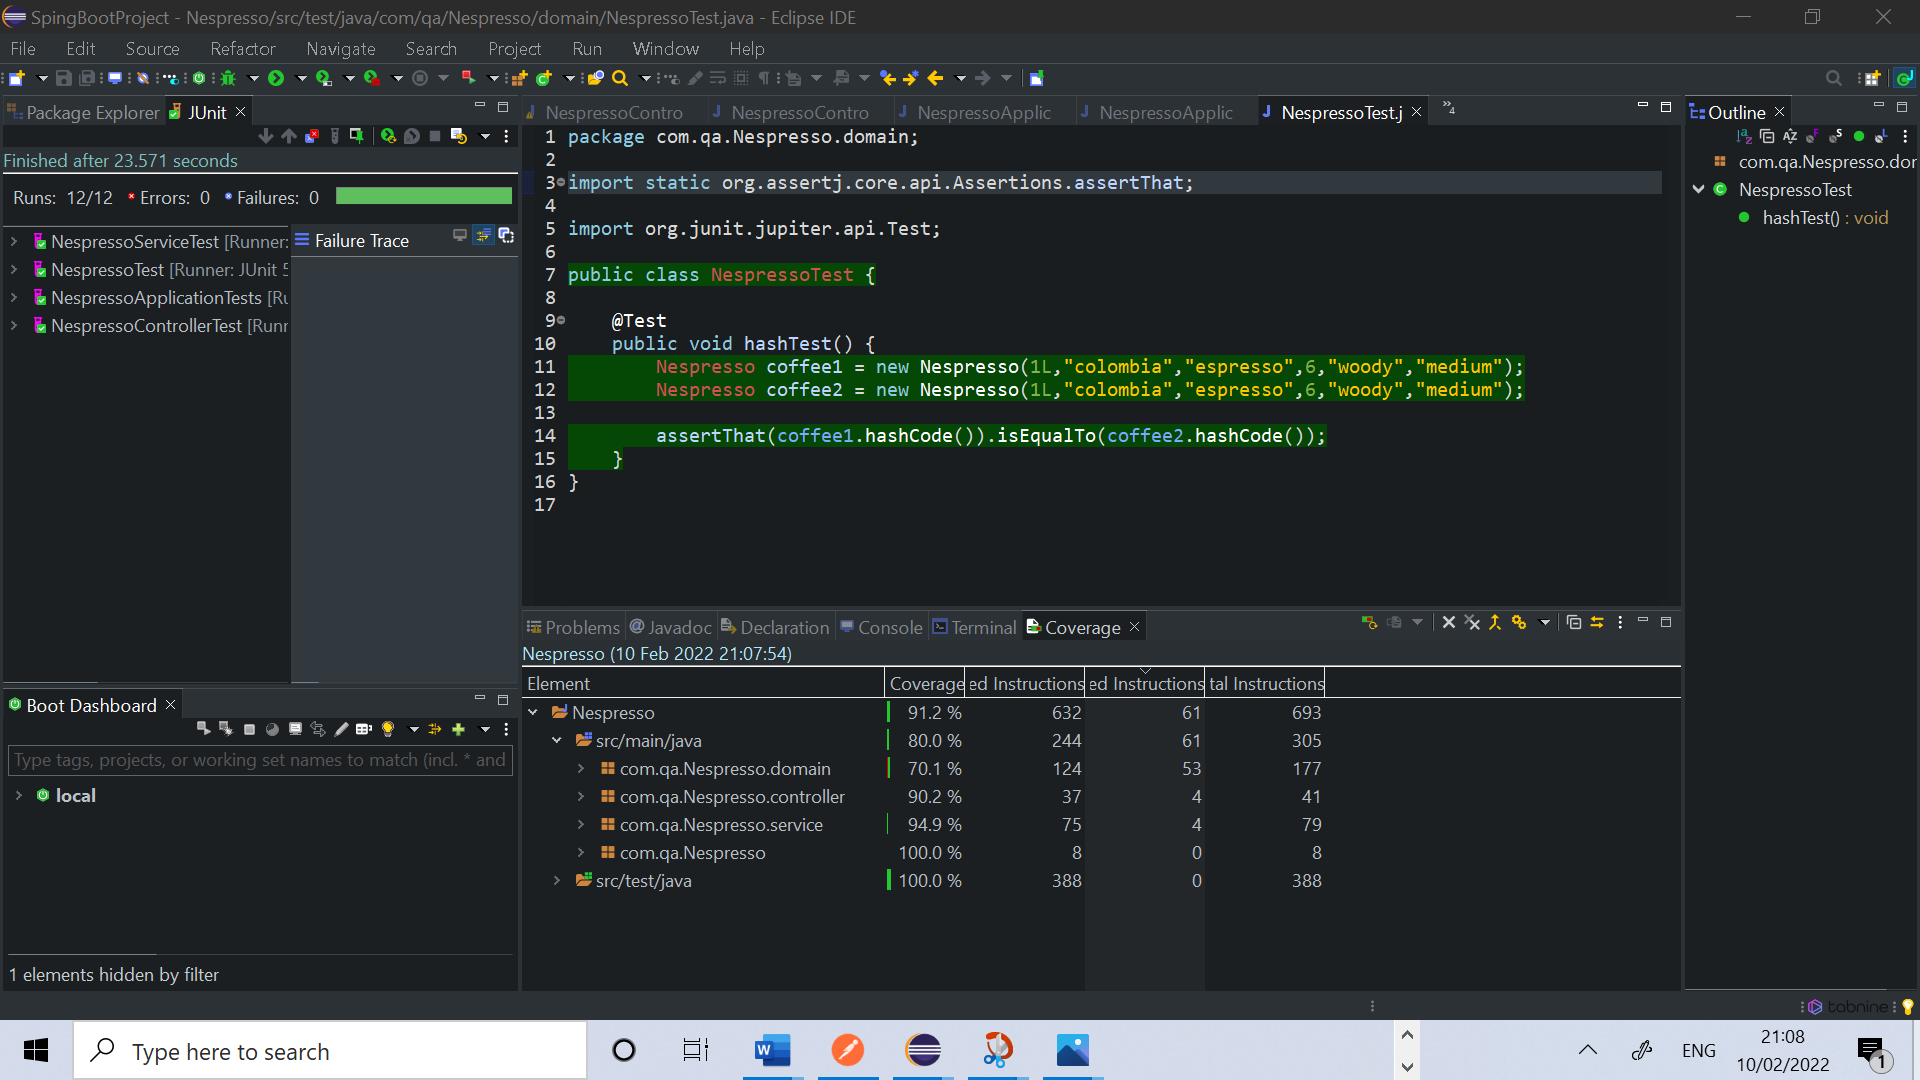 SpingBootProject - Nespresso/src/test/java/com/qa/Nespresso/domain/NespressoTest.java - Eclipse IDE
File Edit Source Refactor Navigate Search Project Run Window Help
Package Explorer JUnit
Finished after 23.571 seconds
Runs: 12/12 Errors: 0 Failures: 0
NespressoServiceTest [Runner:
NespressoTest [Runner: JUnit 5
NespressoApplicationTests [Ru
NespressoControllerTest [Runr
Failure Trace
Boot Dashboard
Type tags, projects, or working set names to match (incl. * and
local
1 elements hidden by filter
NespressoContro NespressoContro NespressoApplic NespressoApplic NespressoTest.j »4
1 package com.qa.Nespresso.domain;
2
3 import static org.assertj.core.api.Assertions.assertThat;
4
5 import org.junit.jupiter.api.Test;
6
7 public class NespressoTest {
8
9 @Test
10 public void hashTest() {
11 Nespresso coffee1 = new Nespresso(1L,"colombia","espresso",6,"woody","medium");
12 Nespresso coffee2 = new Nespresso(1L,"colombia","espresso",6,"woody","medium");
13
14 assertThat(coffee1.hashCode()).isEqualTo(coffee2.hashCode());
15 }
16 }
17
Problems Javadoc Declaration Console Terminal Coverage
Nespresso (10 Feb 2022 21:07:54)
Element Coverage ed Instructions ed Instructions tal Instructions
Nespresso 91.2 % 632 61 693
src/main/java 80.0 % 244 61 305
com.qa.Nespresso.domain 70.1 % 124 53 177
com.qa.Nespresso.controller 90.2 % 37 4 41
com.qa.Nespresso.service 94.9 % 75 4 79
com.qa.Nespresso 100.0 % 8 0 8
src/test/java 100.0 % 388 0 388
Outline
com.qa.Nespresso.dor
NespressoTest
hashTest() : void
tabnine
Type here to search
ENG
21:08
10/02/2022
1